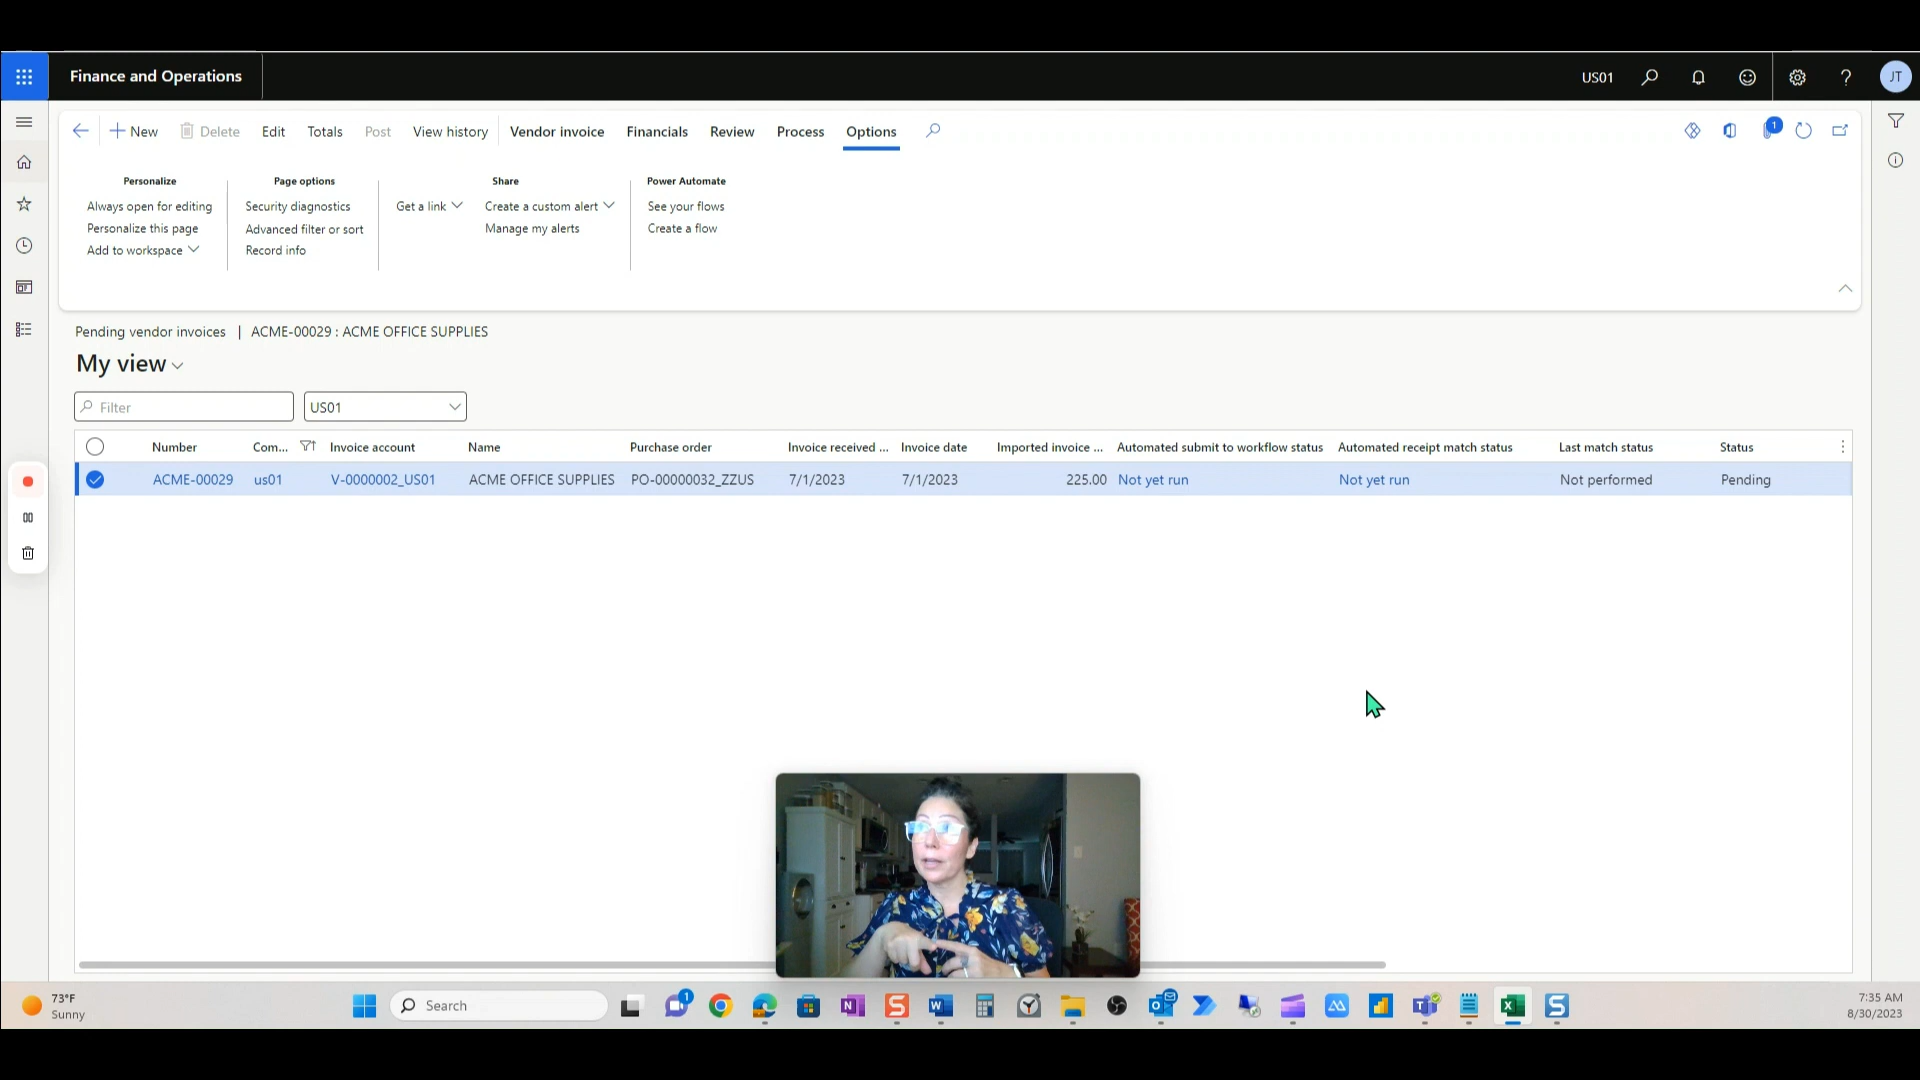 Finance and Operations
US01
JT
New
Delete
Edit
Totals
Post
View history
Vendor invoice
Financials
Review
Process
Options
1
Personalize
Always open for editing
Personalize this page
Add to workspace
Page options
Security diagnostics
Advanced filter or sort
Record info
Share
Get a link
Create a custom alert
Manage my alerts
Power Automate
See your flows
Create a flow
Pending vendor invoices | ACME-00029 : ACME OFFICE SUPPLIES
My view
Filter
US01
Number Com... Invoice account Name Purchase order Invoice received ... Invoice date Imported invoice ... Automated submit to workflow status Automated receipt match status Last match status Status
ACME-00029 us01 V-0000002_US01 ACME OFFICE SUPPLIES PO-00000032_ZZUS 7/1/2023 7/1/2023 225.00 Not yet run Not yet run Not performed Pending
73°F
Sunny
Search
1
7:35 AM
8/30/2023